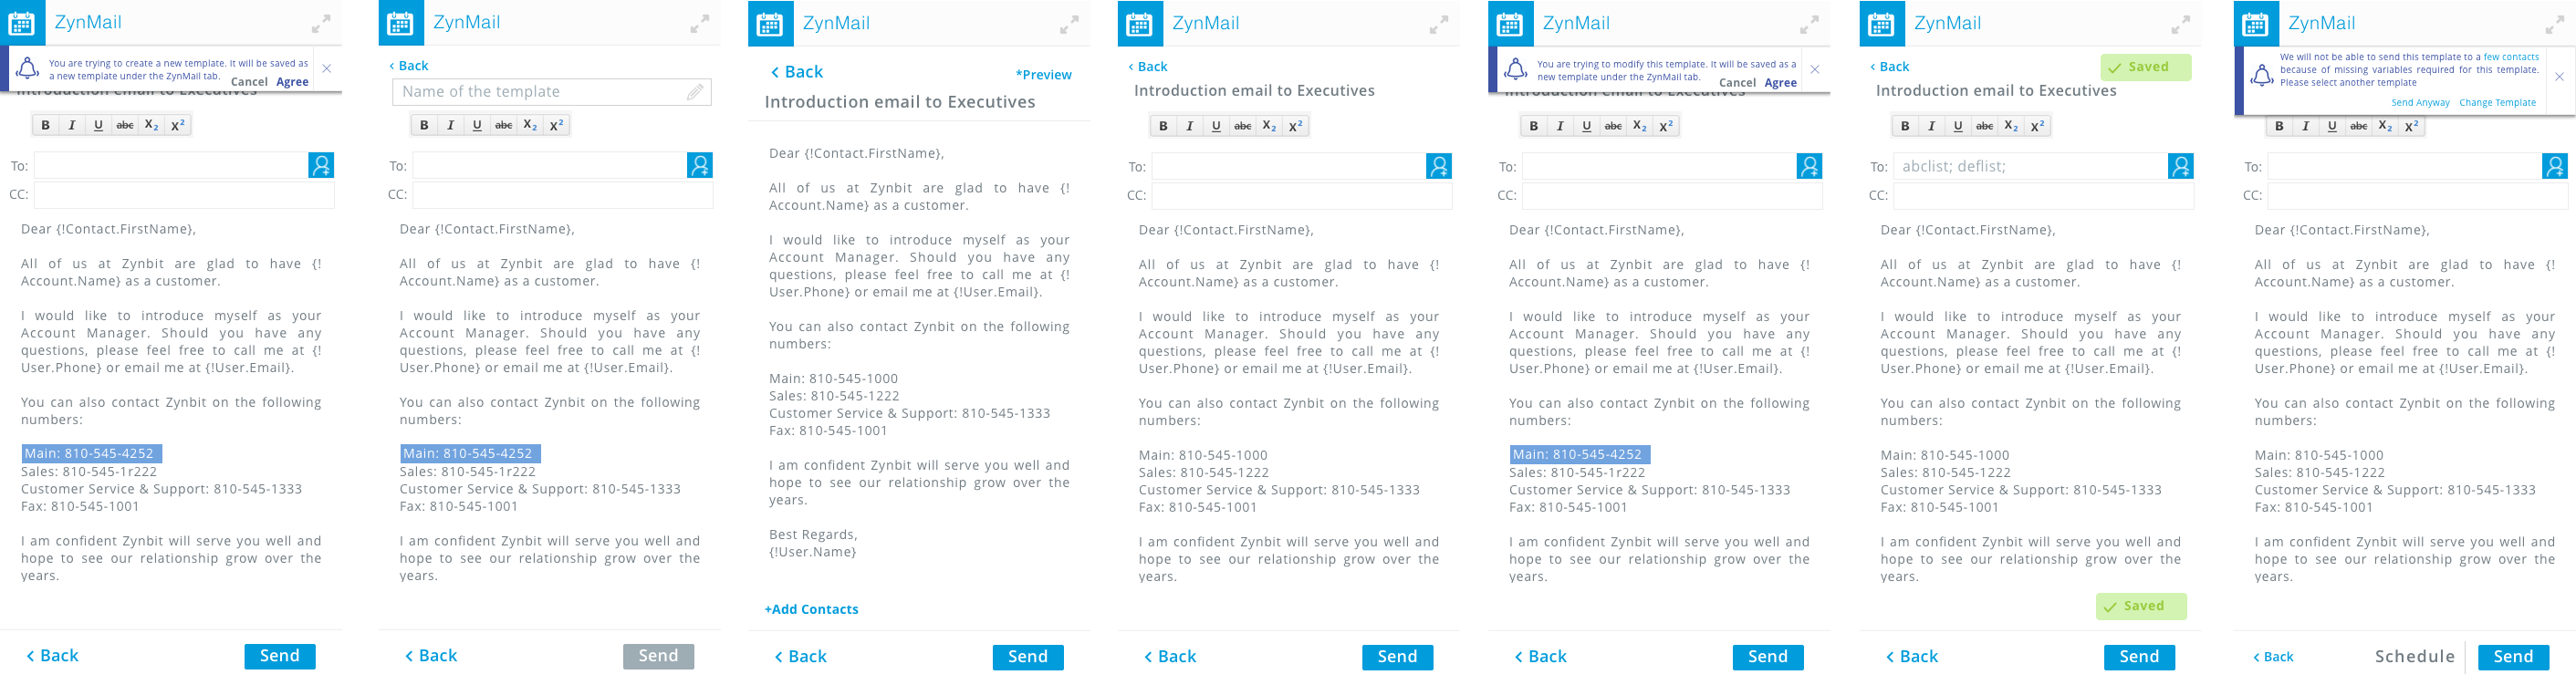 ZynMail
You are trying to create a new template. It will be saved as
a new template under the ZynMail tab.
Cancel Agree
Introduction email to Executives
B I U abc X2 X2
To:
CC:
Dear {!Contact.FirstName},
All of us at Zynbit are glad to have {!
Account.Name} as a customer.
I would like to introduce myself as your
Account Manager. Should you have any
questions, please feel free to call me at {!
User.Phone} or email me at {!User.Email}.
You can also contact Zynbit on the following
numbers:
Main: 810-545-4252
Sales: 810-545-1r222
Customer Service & Support: 810-545-1333
Fax: 810-545-1001
I am confident Zynbit will serve you well and
hope to see our relationship grow over the
years.
< Back
Send
ZynMail
< Back
Name of the template
B I U abc X2 X2
To:
CC:
Dear {!Contact.FirstName},
All of us at Zynbit are glad to have {!
Account.Name} as a customer.
I would like to introduce myself as your
Account Manager. Should you have any
questions, please feel free to call me at {!
User.Phone} or email me at {!User.Email}.
You can also contact Zynbit on the following
numbers:
Main: 810-545-4252
Sales: 810-545-1r222
Customer Service & Support: 810-545-1333
Fax: 810-545-1001
I am confident Zynbit will serve you well and
hope to see our relationship grow over the
years.
< Back
Send
ZynMail
< Back
*Preview
Introduction email to Executives
Dear {!Contact.FirstName},
All of us at Zynbit are glad to have {!
Account.Name} as a customer.
I would like to introduce myself as your
Account Manager. Should you have any
questions, please feel free to call me at {!
User.Phone} or email me at {!User.Email}.
You can also contact Zynbit on the following
numbers:
Main: 810-545-1000
Sales: 810-545-1222
Customer Service & Support: 810-545-1333
Fax: 810-545-1001
I am confident Zynbit will serve you well and
hope to see our relationship grow over the
years.
Best Regards,
{!User.Name}
+Add Contacts
< Back
Send
ZynMail
< Back
Introduction email to Executives
B I U abc X2 X2
To:
CC:
Dear {!Contact.FirstName},
All of us at Zynbit are glad to have {!
Account.Name} as a customer.
I would like to introduce myself as your
Account Manager. Should you have any
questions, please feel free to call me at {!
User.Phone} or email me at {!User.Email}.
You can also contact Zynbit on the following
numbers:
Main: 810-545-1000
Sales: 810-545-1222
Customer Service & Support: 810-545-1333
Fax: 810-545-1001
I am confident Zynbit will serve you well and
hope to see our relationship grow over the
years.
< Back
Send
ZynMail
You are trying to modify this template. It will be saved as a
new template under the ZynMail tab.
Cancel Agree
Introduction email to Executives
B I U abc X2 X2
To:
CC:
Dear {!Contact.FirstName},
All of us at Zynbit are glad to have {!
Account.Name} as a customer.
I would like to introduce myself as your
Account Manager. Should you have any
questions, please feel free to call me at {!
User.Phone} or email me at {!User.Email}.
You can also contact Zynbit on the following
numbers:
Main: 810-545-4252
Sales: 810-545-1r222
Customer Service & Support: 810-545-1333
Fax: 810-545-1001
I am confident Zynbit will serve you well and
hope to see our relationship grow over the
years.
< Back
Send
ZynMail
< Back
Saved
Introduction email to Executives
B I U abc X2 X2
To: abclist; deflist;
CC:
Dear {!Contact.FirstName},
All of us at Zynbit are glad to have {!
Account.Name} as a customer.
I would like to introduce myself as your
Account Manager. Should you have any
questions, please feel free to call me at {!
User.Phone} or email me at {!User.Email}.
You can also contact Zynbit on the following
numbers:
Main: 810-545-1000
Sales: 810-545-1222
Customer Service & Support: 810-545-1333
Fax: 810-545-1001
I am confident Zynbit will serve you well and
hope to see our relationship grow over the
years.
Saved
< Back
Send
ZynMail
We will not be able to send this template to a few contacts
because of missing variables required for this template.
Please select another template
Send Anyway Change Template
B I U abc X2 X2
To:
CC:
Dear {!Contact.FirstName},
All of us at Zynbit are glad to have {!
Account.Name} as a customer.
I would like to introduce myself as your
Account Manager. Should you have any
questions, please feel free to call me at {!
User.Phone} or email me at {!User.Email}.
You can also contact Zynbit on the following
numbers:
Main: 810-545-1000
Sales: 810-545-1222
Customer Service & Support: 810-545-1333
Fax: 810-545-1001
I am confident Zynbit will serve you well and
hope to see our relationship grow over the
years.
< Back
Schedule
Send